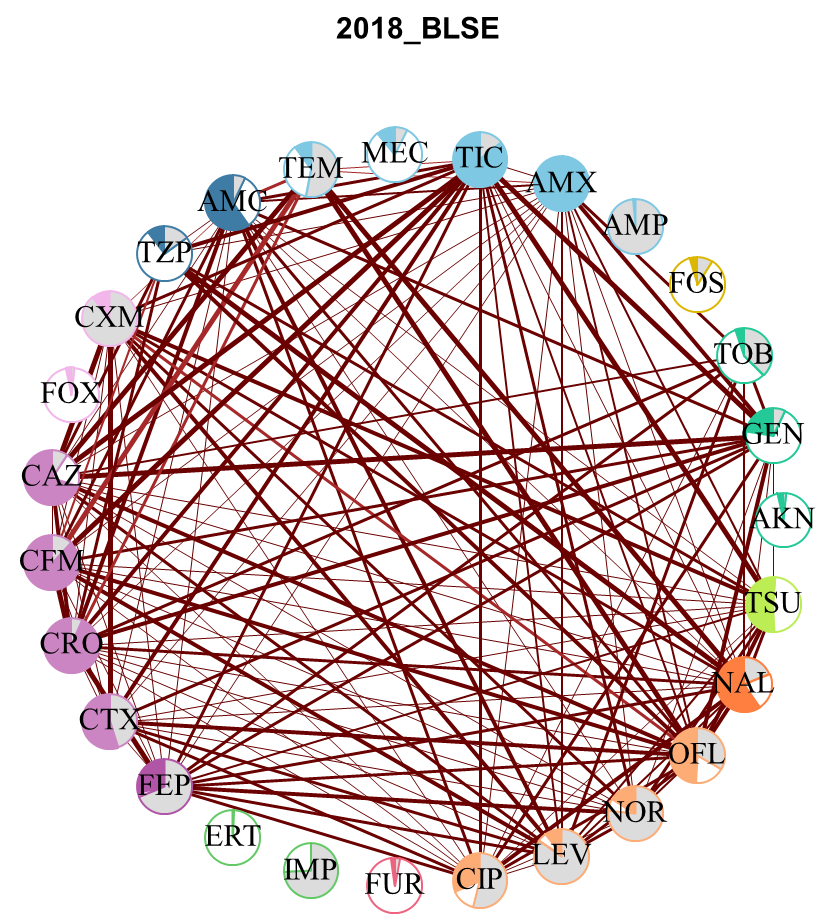 2018_BLSE
MEC
TIC
TEM
AMX
AMC
AMP
TZP
FOS
CXM
TOB
FOX
GEN
CAZ
AKN
CFM
TSU
CRO
NAL
CTX
OFL
FEP
NOR
ERT
LEV
IMP
FUR
CIP